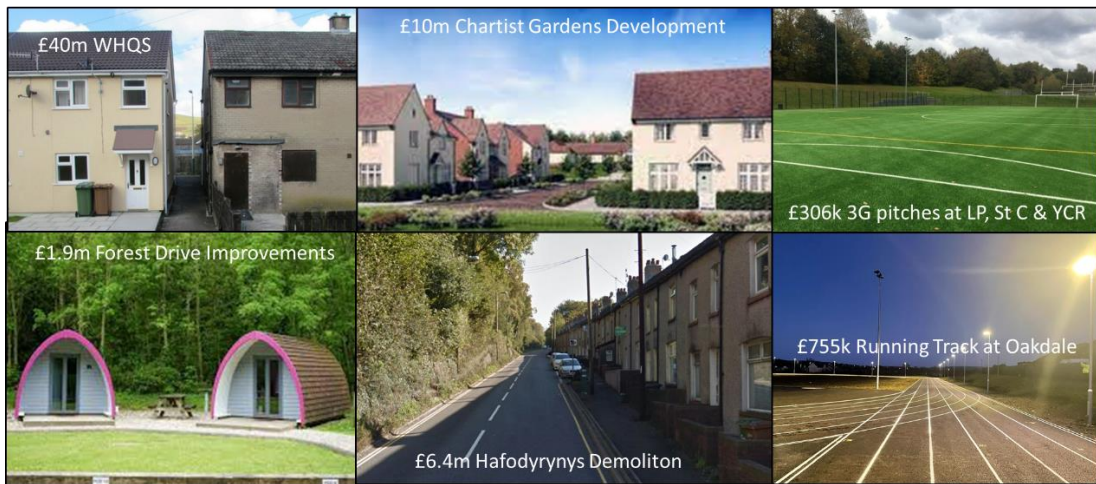 £40m WHQS
£10m Chartist Gardens Development
£306k 3G pitches at LP, St C & YCR
£1.9m Forest Drive Improvements
£6.4m Hafodyrynys Demoliton
£755k Running Track at Oakdale